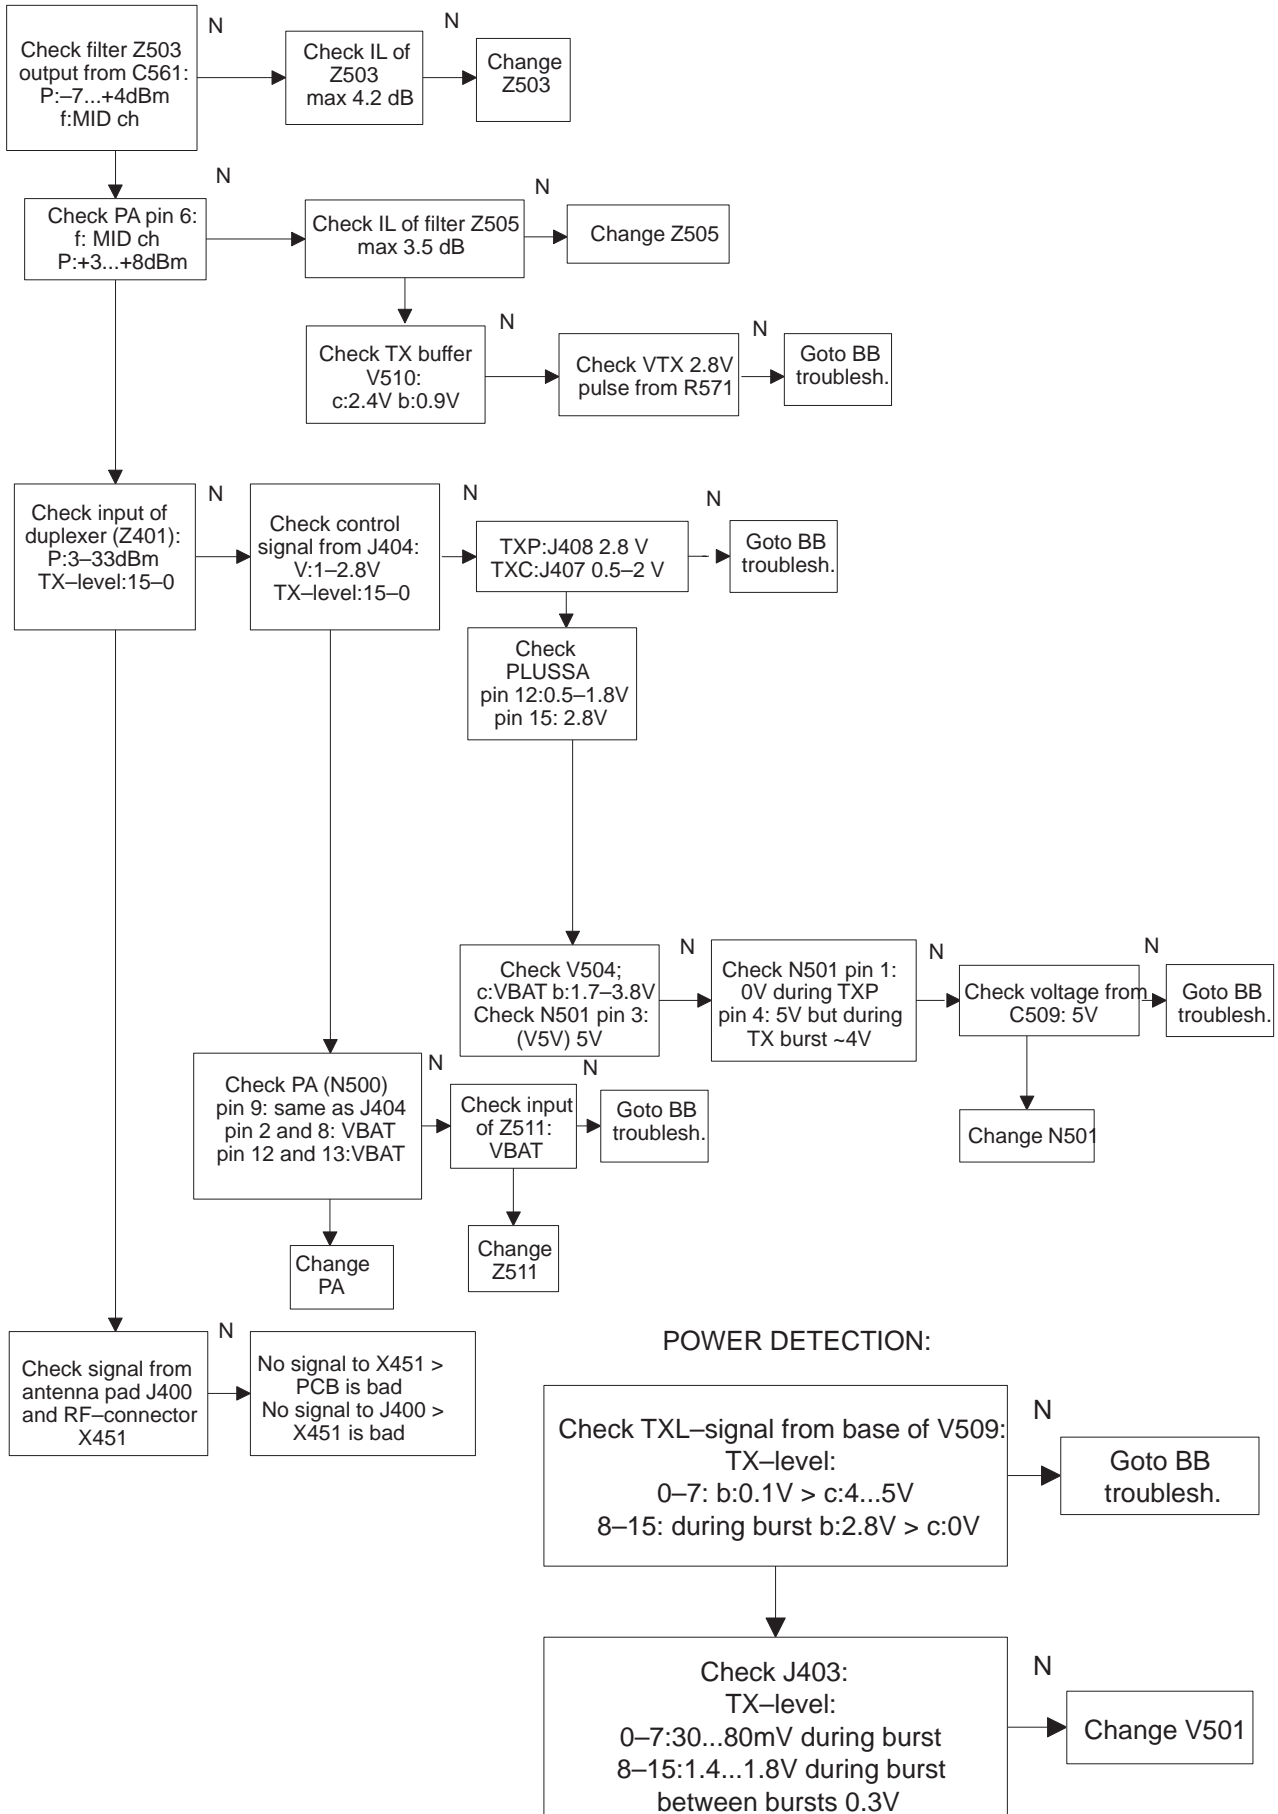 Check filter Z503
output from C561:
P:–7...+4dBm
f:MID ch
N
Check IL of
Z503
max 4.2 dB
N
Change
Z503
Check PA pin 6:
f: MID ch
P:+3...+8dBm
N
Check IL of filter Z505
max 3.5 dB
N
Change Z505
Check TX buffer
V510:
c:2.4V b:0.9V
N
Check VTX 2.8V
pulse from R571
N
Goto BB
troublesh.
Check input of
duplexer (Z401):
P:3–33dBm
TX–level:15–0
N
Check control
signal from J404:
V:1–2.8V
TX–level:15–0
N
TXP:J408 2.8 V
TXC:J407 0.5–2 V
N
Goto BB
troublesh.
Check
PLUSSA
pin 12:0.5–1.8V
pin 15: 2.8V
Check V504;
c:VBAT b:1.7–3.8V
Check N501 pin 3:
(V5V) 5V
N
Check N501 pin 1:
0V during TXP
pin 4: 5V but during
TX burst ~4V
N
Check voltage from
C509: 5V
N
Goto BB
troublesh.
Change N501
Check PA (N500)
pin 9: same as J404
pin 2 and 8: VBAT
pin 12 and 13:VBAT
N
Check input
of Z511:
VBAT
N
Goto BB
troublesh.
Change
PA
Change
Z511
Check signal from
antenna pad J400
and RF–connector
X451
N
No signal to X451 >
PCB is bad
No signal to J400 >
X451 is bad
POWER DETECTION:
Check TXL–signal from base of V509:
TX–level:
0–7: b:0.1V > c:4...5V
8–15: during burst b:2.8V > c:0V
N
Goto BB
troublesh.
Check J403:
TX–level:
0–7:30...80mV during burst
8–15:1.4...1.8V during burst
between bursts 0.3V
N
Change V501